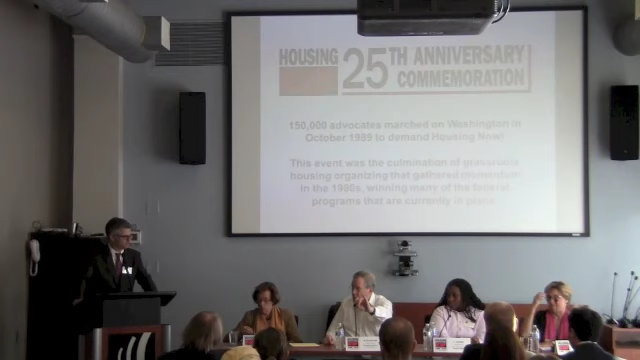 HOUSING
25TH ANNIVERSARY
COMMEMORATION
150,000 advocates marched on Washington in
October 1989 to demand Housing Now!
This event was the culmination of grassroots
housing organizing that gathered momentum
in the 1980s, winning many of the federal
programs that are currently in place.